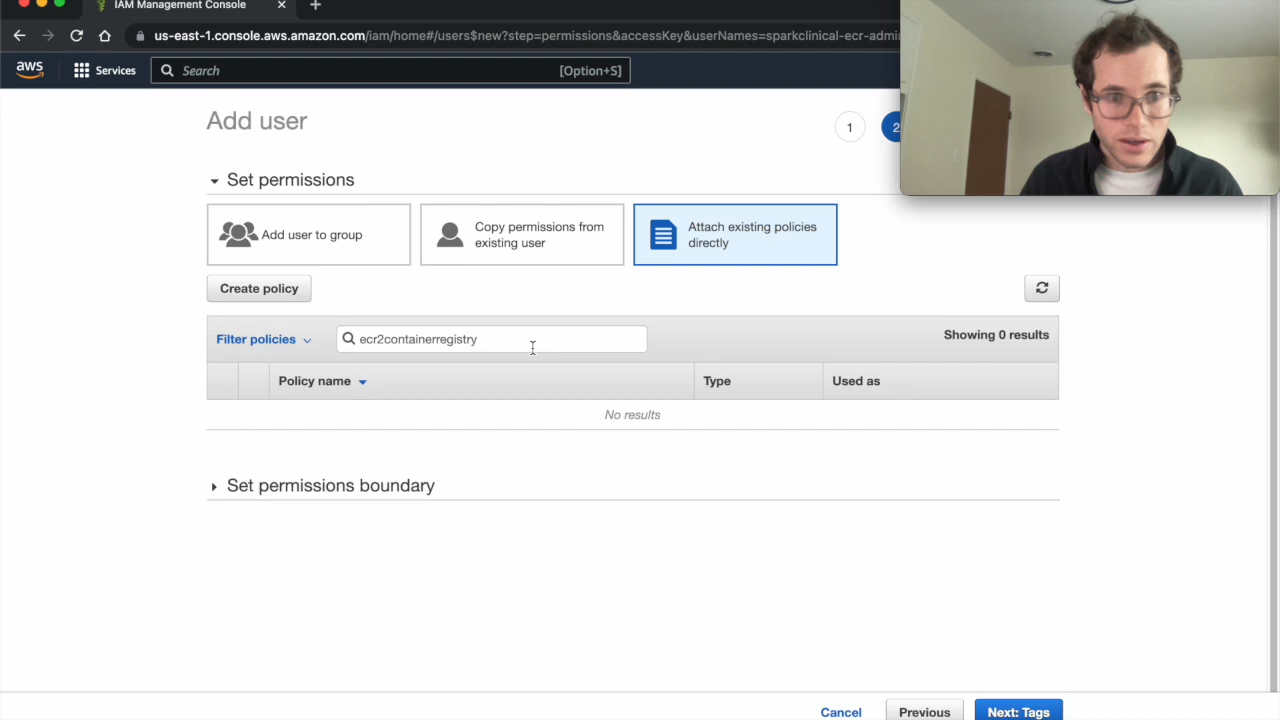 IAM Management Console
us-east-1.console.aws.amazon.com/iam/home#/users$new?step=permissions&accessKey&userNames=sparkclinical-ecr-admi
aws
Services
Search
[Option+S]
Add user
1
2
Set permissions
Add user to group
Copy permissions from
existing user
Attach existing policies
directly
Create policy
Filter policies
ecr2containerregistry
Showing 0 results
Policy name
Type
Used as
No results
Set permissions boundary
Cancel
Previous
Next: Tags